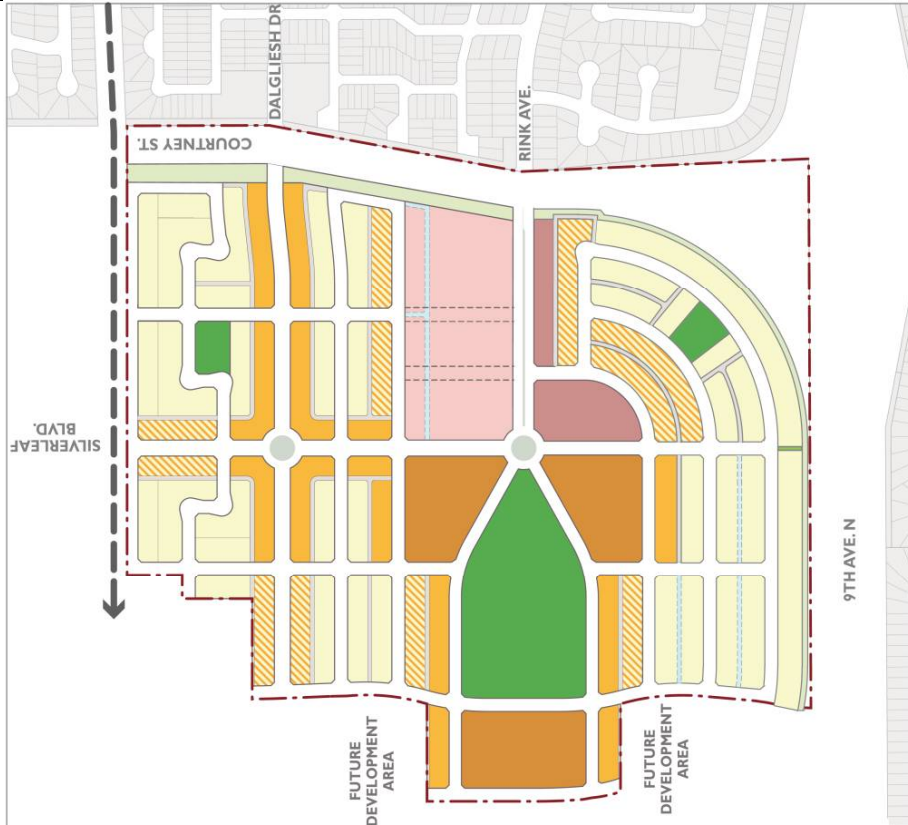 DALGLIESH DR
RINK AVE.
COURTNEY ST.
SILVERLEAF
BLVD.
9TH AVE. N
FUTURE
DEVELOPMENT
AREA
FUTURE
DEVELOPMENT
AREA